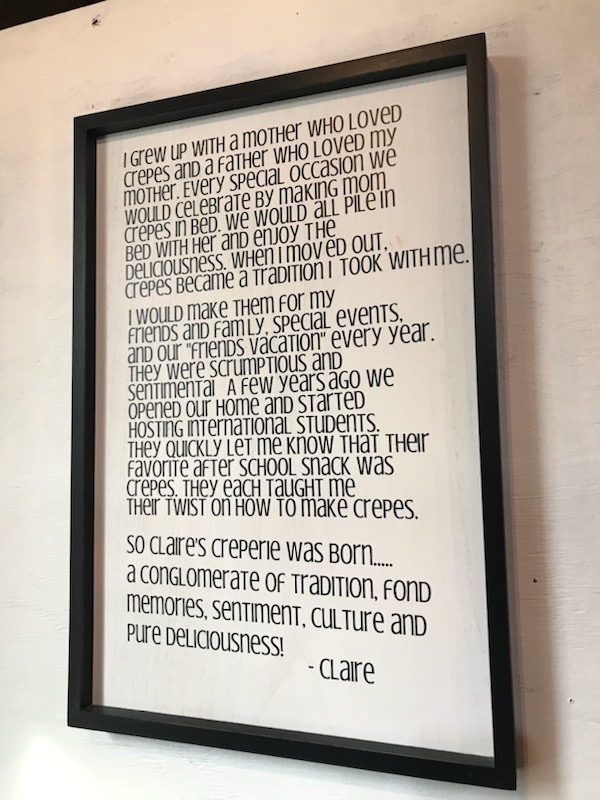 I Grew UP WITH a MOTHER WHO LOVED
Crepes and a Father WHO LOVED MY
MOTHER. Every SPECIAL OCCASION we
WOULD CELEBRATE BY MAKING MOM
Crepes in BED. We WOULD ALL PILE In
BED WITH Her and enjoy THE
DELICIOUSNESS. WHEN I MOVED OUT,
Crepes Became a Tradition I TOOK WITH Me.
I WOULD make THEM For my
Friends and FamLY, Special events,
and our "Friends vacation" every year.
They were scrumptious and
sentimental A Few years ago we
opened our Home and started
Hosting international students.
They quickly let me know that their
Favorite after school snack was
crepes. They each taught me
their twist on how to make crepes.
So Claire's Creperie was Born.....
a conglomerate of tradition, fond
memories, sentiment, culture and
pure deliciousness!
- Claire